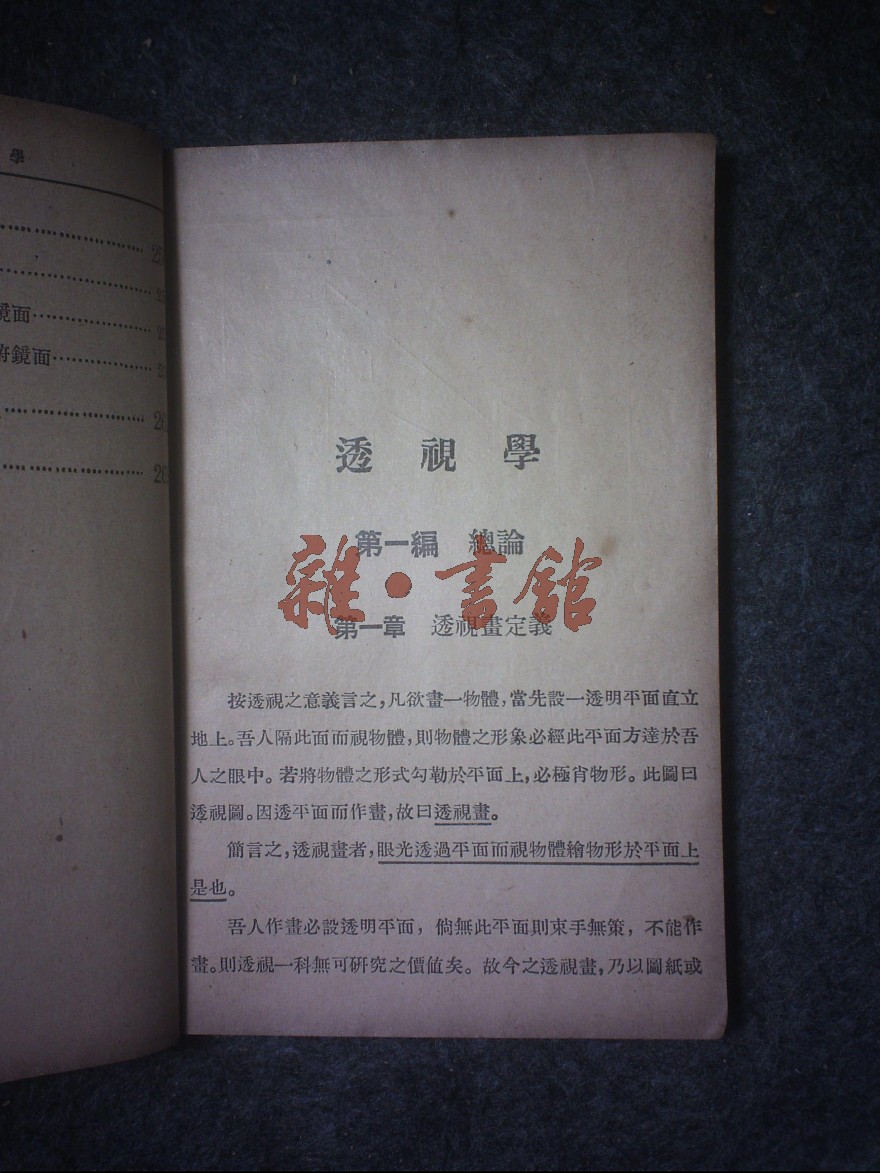 學
鏡面
鏡面
透視學
第一編 總論
雜·書館
第一章 透視畫定義
按透視之意義言之,凡欲畫一物體,當先設一透明平面直立
地上。吾人隔此面而視物體,則物體之形象必經此平面方達於吾
人之眼中。若將物體之形式勾勒於平面上,必極肖物形。此圖曰
透視圖。因透平面而作畫,故曰透視畫。
簡言之,透視畫者,眼光透過平面而視物體繪物形於平面上
是也。
吾人作畫必設透明平面,倘無此平面則束手無策,不能作
畫。則透視一科無可研究之價值矣。故今之透視畫,乃以圖紙或